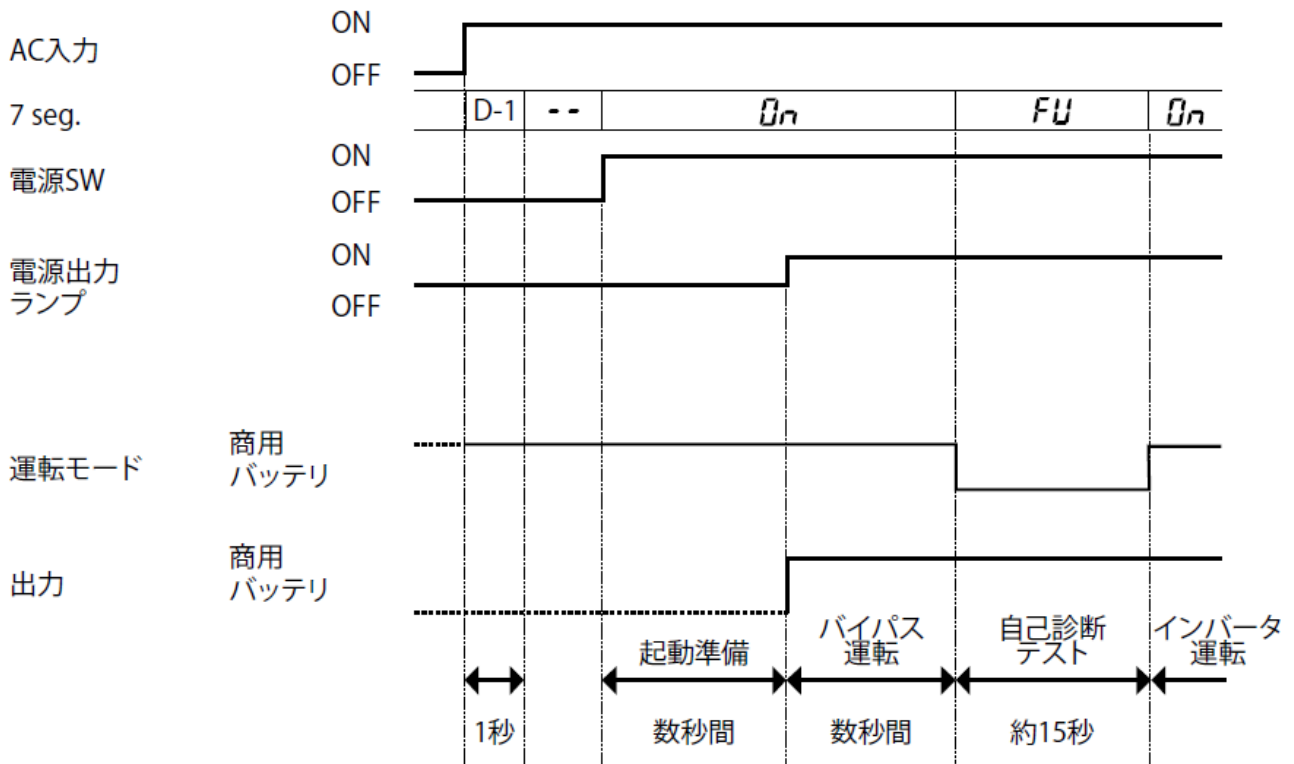 ON
AC入力
OFF
7 seg.
D-1
--
On
FU
On
ON
電源SW
OFF
ON
電源出力
ランプ
OFF
商用
運転モード
バッテリ
商用
出力
バッテリ
起動準備
バイパス
運転
自己診断
テスト
インバータ
運転
1秒
数秒間
数秒間
約15秒